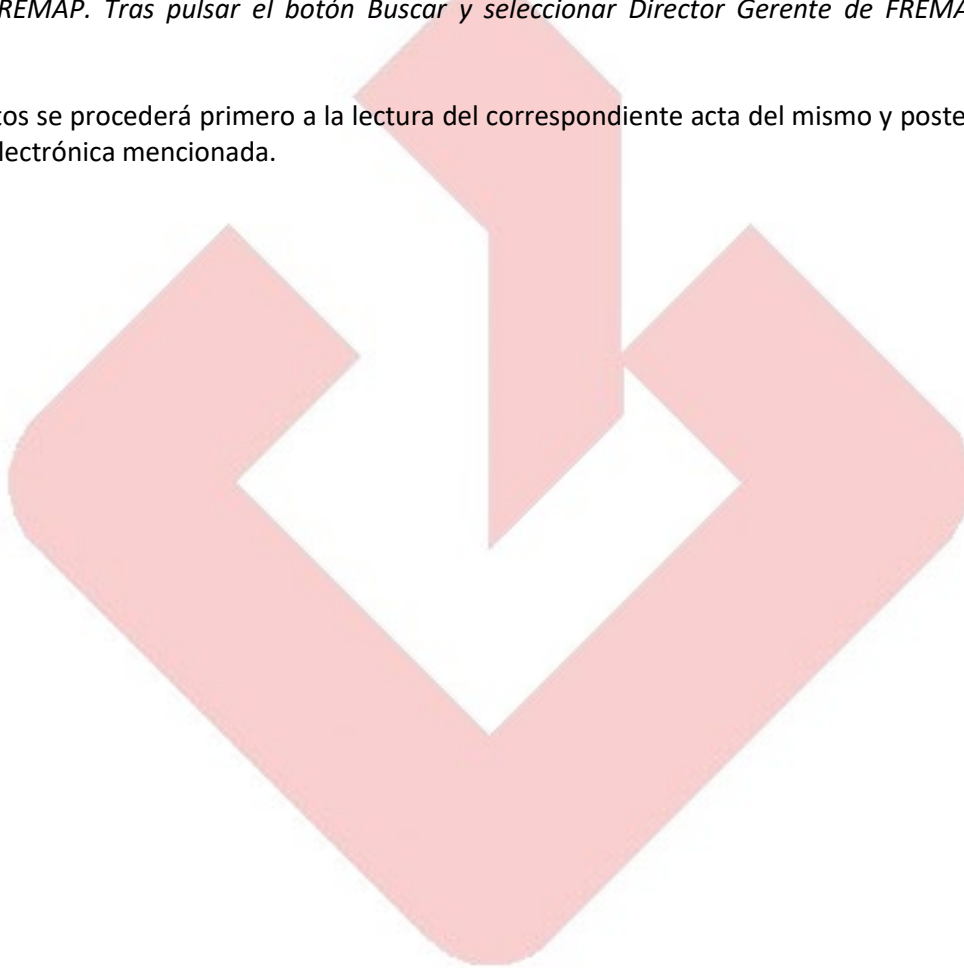 REMAP. Tras pulsar el botón Buscar y seleccionar Director Gerente de FREMA
tos se procederá primero a la lectura del correspondiente acta del mismo y poste
lectrónica mencionada.